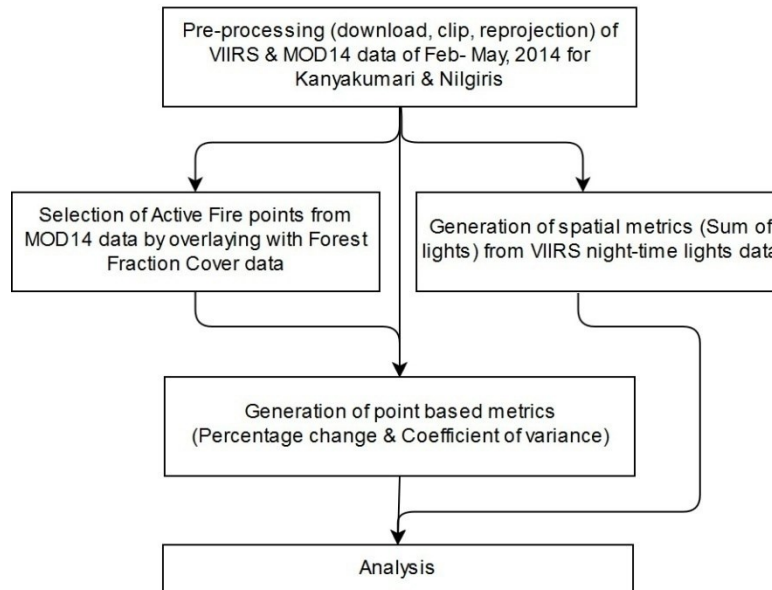 Pre-processing (download, clip, reprojection) of
VIIRS & MOD14 data of Feb- May, 2014 for
Kanyakumari & Nilgiris
Selection of Active Fire points from
MOD14 data by overlaying with Forest
Fraction Cover data
Generation of spatial metrics (Sum of
lights) from VIIRS night-time lights data
Generation of point based metrics
(Percentage change & Coefficient of variance)
Analysis